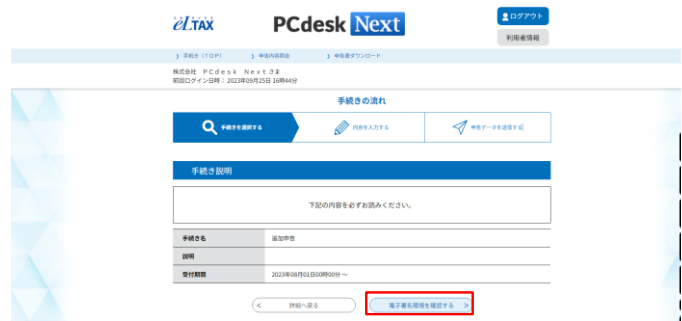 eLTAX
PCdesk Next
ログアウト
利用者情報
手続き（TOP）
申告内容照会
申告書ダウンロード
株式会社 PCdesk Nextさま
前回ログイン日時：2023年09月25日 16時44分
手続きの流れ
手続きを選択する
内容を入力する
申告データを送信する
手続き説明
下記の内容を必ずお読みください。
手続き名 追加申告
説明
受付期間 2023年08月01日00時00分 ～
< 詳細へ戻る
電子署名環境を確認する >